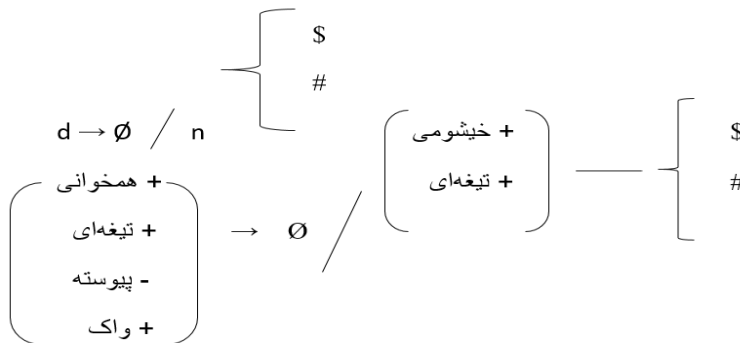 $
#
d → Ø / n
+ خیشومی
$
+ همخوانی
+ تیغه‌ای
#
+ تیغه‌ای
→ Ø /
- پیوسته
+ واک